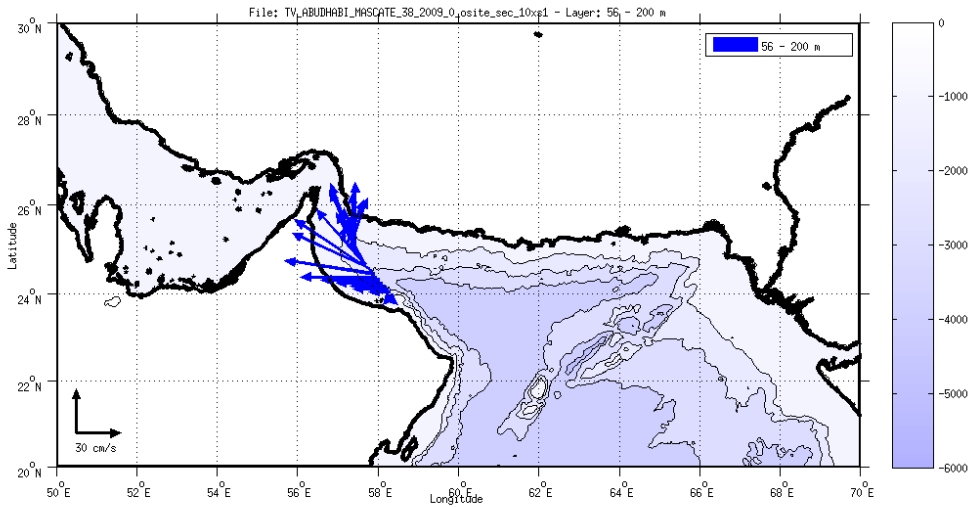 File: TV_ABUDHABI_MASCATE_38_2009_0_osite_sec_10xs1 - Layer: 56 - 200 m
56 - 200 m
30°N
28°N
26°N
24°N
22°N
20°N
Latitude
30 cm/s
50°E
52°E
54°E
56°E
58°E
60°E
62°E
64°E
66°E
68°E
70°E
Longitude
0
-1000
-2000
-3000
-4000
-5000
-6000